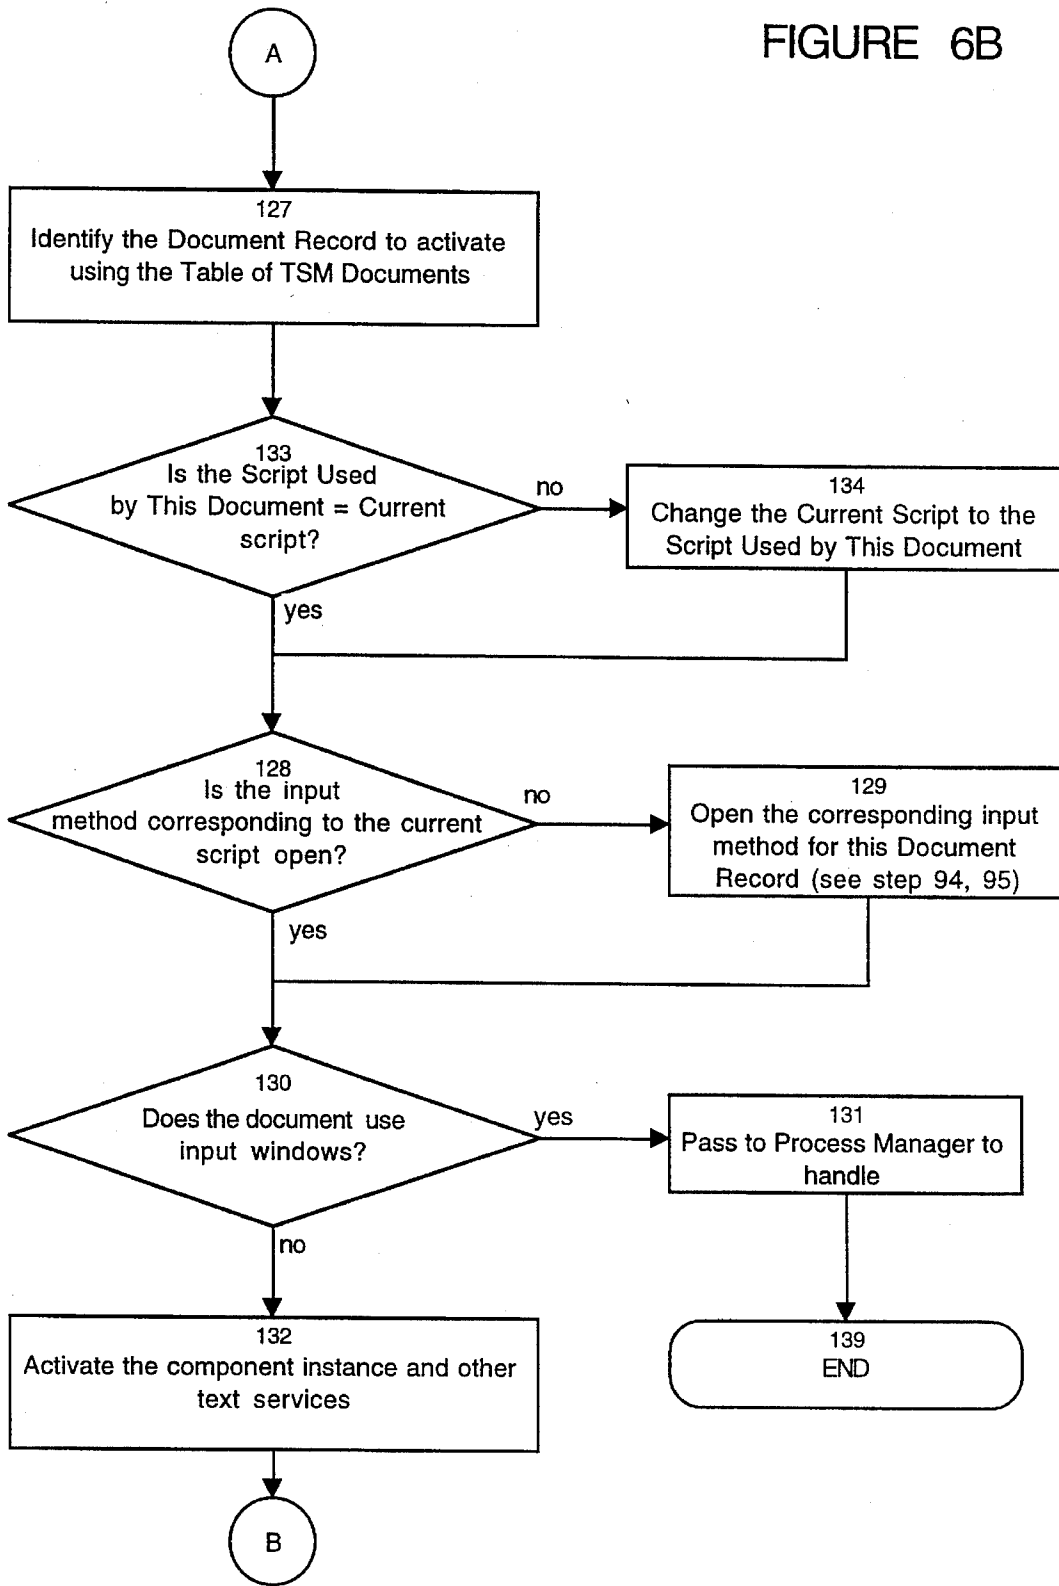 FIGURE 6B
A
127
Identify the Document Record to activate
using the Table of TSM Documents
133
Is the Script Used
by This Document = Current
script?
no
134
Change the Current Script to the
Script Used by This Document
yes
128
Is the input
method corresponding to the current
script open?
no
129
Open the corresponding input
method for this Document
Record (see step 94, 95)
yes
130
Does the document use
input windows?
yes
131
Pass to Process Manager to
handle
no
132
Activate the component instance and other
text services
139
END
B